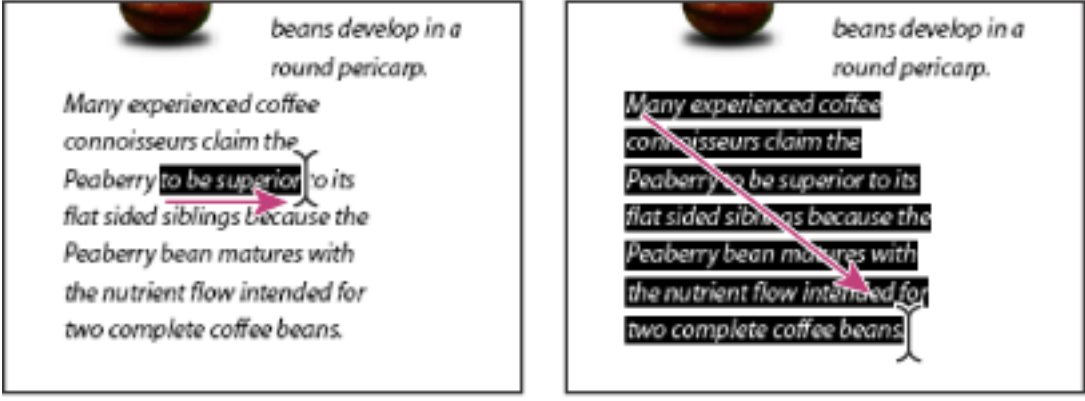 beans develop in a
round pericarp.
Many experienced coffee
connoisseurs claim the
Peaberry to be superior to its
flat sided siblings because the
Peaberry bean matures with
the nutrient flow intended for
two complete coffee beans.
beans develop in a
round pericarp.
Many experienced coffee
connoisseurs claim the
Peaberry to be superior to its
flat sided siblings because the
Peaberry bean matures with
the nutrient flow intended for
two complete coffee beans.